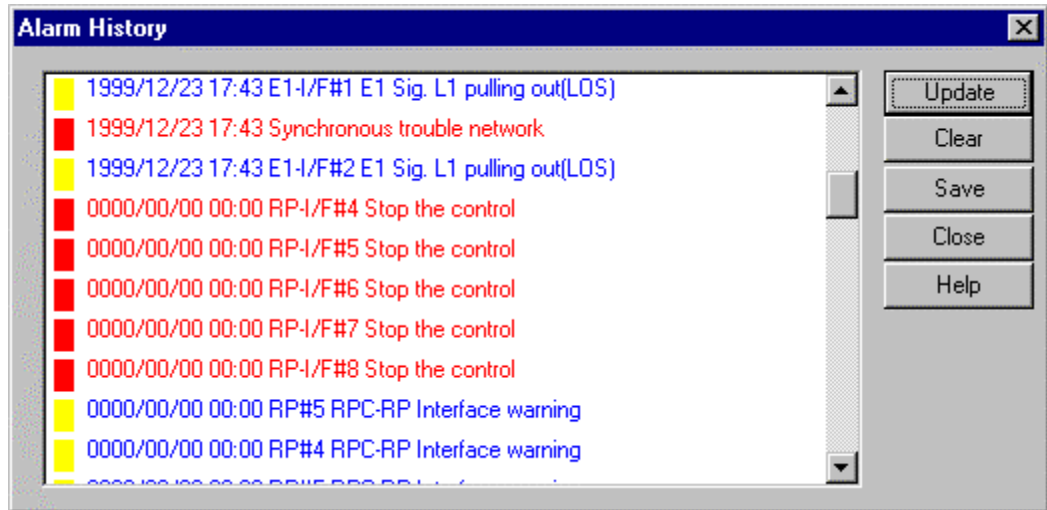 Alarm History
1999/12/23 17:43 E1-I/F#1 E1 Sig. L1 pulling out(LOS)
1999/12/23 17:43 Synchronous trouble network
1999/12/23 17:43 E1-I/F#2 E1 Sig. L1 pulling out(LOS)
0000/00/00 00:00 RP-I/F#4 Stop the control
0000/00/00 00:00 RP-I/F#5 Stop the control
0000/00/00 00:00 RP-I/F#6 Stop the control
0000/00/00 00:00 RP-I/F#7 Stop the control
0000/00/00 00:00 RP-I/F#8 Stop the control
0000/00/00 00:00 RP#5 RPC-RP Interface warning
0000/00/00 00:00 RP#4 RPC-RP Interface warning
Update
Clear
Save
Close
Help